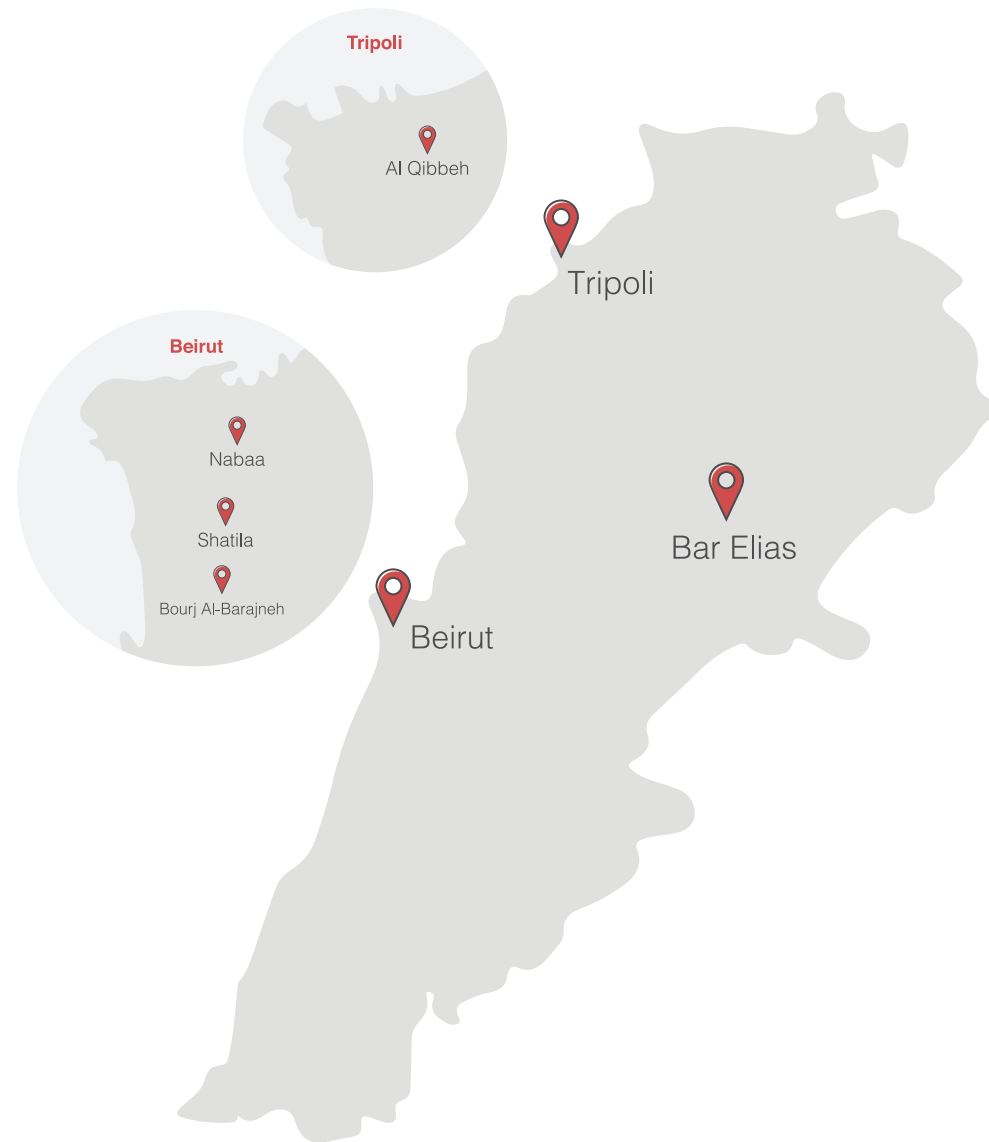 Tripoli
Al Qibbeh
Tripoli
Beirut
Nabaa
Shatila
Bourj Al-Barajneh
Bar Elias
Beirut